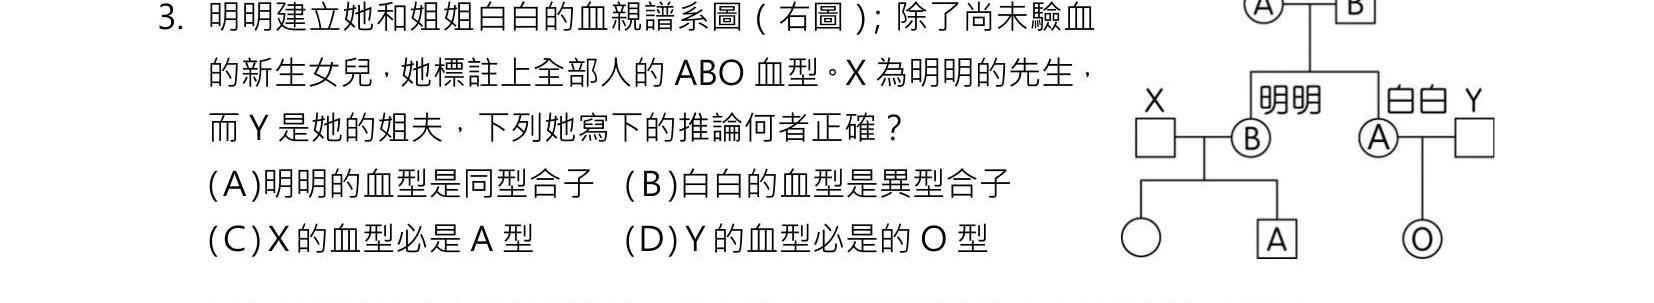 A B
3. 明明建立她和姐姐白白的血親譜系圖（右圖）；除了尚未驗血
的新生女兒，她標註上全部人的 ABO 血型。X 為明明的先生，
而 Y 是她的姐夫，下列她寫下的推論何者正確？
(A)明明的血型是同型合子 (B)白白的血型是異型合子
(C)X 的血型必是 A 型 (D)Y 的血型必是的 O 型
X 明明 白白 Y
B A
A O